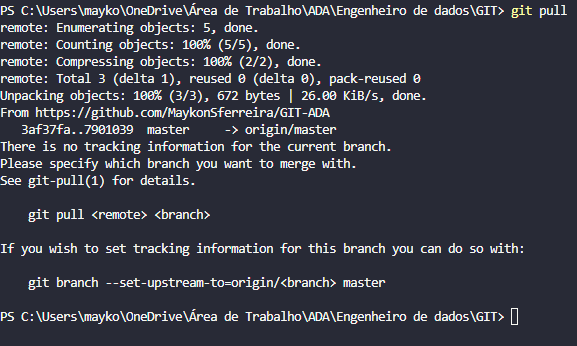 PS C:\Users\mayko\OneDrive\Área de Trabalho\ADA\Engenheiro de dados\GIT> git pull
remote: Enumerating objects: 5, done.
remote: Counting objects: 100% (5/5), done.
remote: Compressing objects: 100% (2/2), done.
remote: Total 3 (delta 1), reused 0 (delta 0), pack-reused 0
Unpacking objects: 100% (3/3), 672 bytes | 26.00 KiB/s, done.
From https://github.com/MaykonSferreira/GIT-ADA
   3af37fa..7901039  master     -> origin/master
There is no tracking information for the current branch.
Please specify which branch you want to merge with.
See git-pull(1) for details.

    git pull <remote> <branch>

If you wish to set tracking information for this branch you can do so with:

    git branch --set-upstream-to=origin/<branch> master

PS C:\Users\mayko\OneDrive\Área de Trabalho\ADA\Engenheiro de dados\GIT>